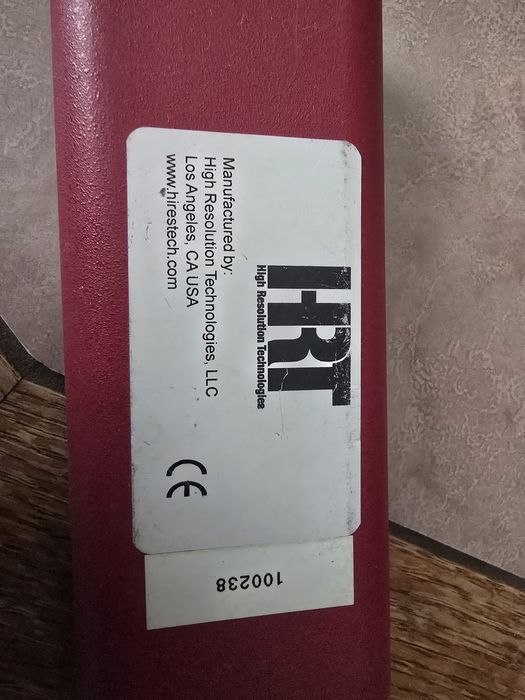 HRT
High Resolution Technologies
Manufactured by:
High Resolution Technologies, LLC
Los Angeles, CA USA
www.hirestech.com
CE
100238